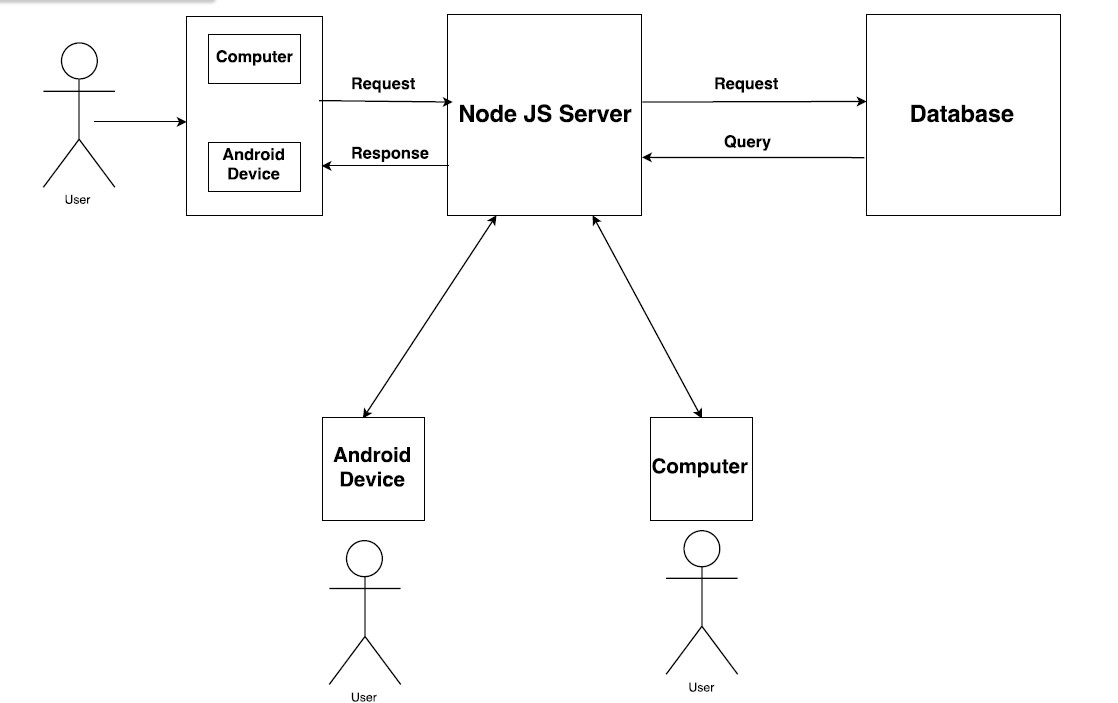 Computer
Request
Node JS Server
Request
Database
Android
Device
Response
Query
User
Android
Device
Computer
User
User